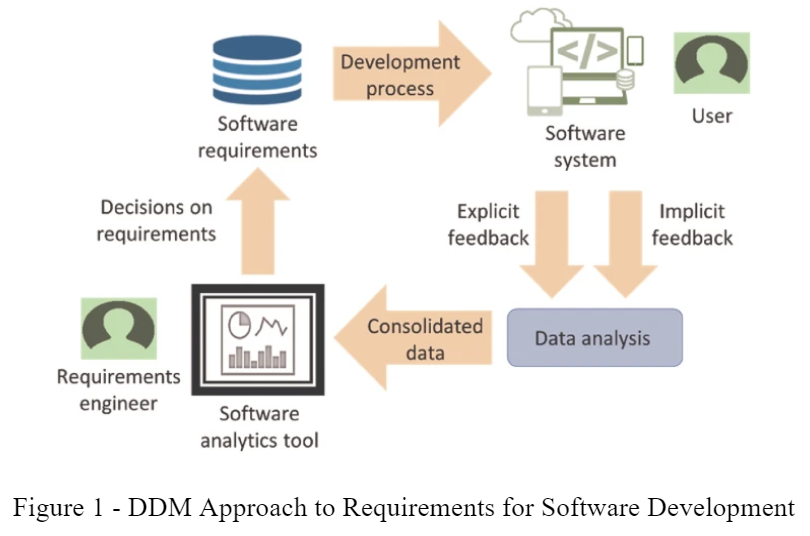 Software
requirements
Development
process
</>
Software
system
User
Explicit
feedback
Implicit
feedback
Data analysis
Consolidated
data
Software
analytics tool
Requirements
engineer
Decisions on
requirements
Figure 1 - DDM Approach to Requirements for Software Development